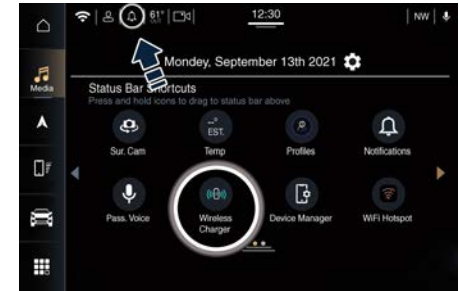 61° OUT 12:30 NW
Monday, September 13th 2021
Media
Status Bar Shortcuts
Press and hold icons to drag to status bar above
--°
EST.
Sur. Cam Temp Profiles Notifications
Pass. Voice Wireless Charger Device Manager WiFi Hotspot